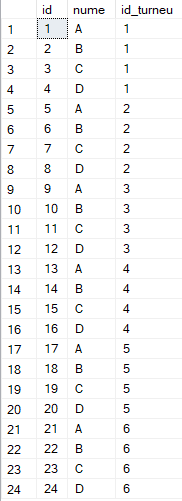 id nume id_turneu
1 1 A 1
2 2 B 1
3 3 C 1
4 4 D 1
5 5 A 2
6 6 B 2
7 7 C 2
8 8 D 2
9 9 A 3
10 10 B 3
11 11 C 3
12 12 D 3
13 13 A 4
14 14 B 4
15 15 C 4
16 16 D 4
17 17 A 5
18 18 B 5
19 19 C 5
20 20 D 5
21 21 A 6
22 22 B 6
23 23 C 6
24 24 D 6